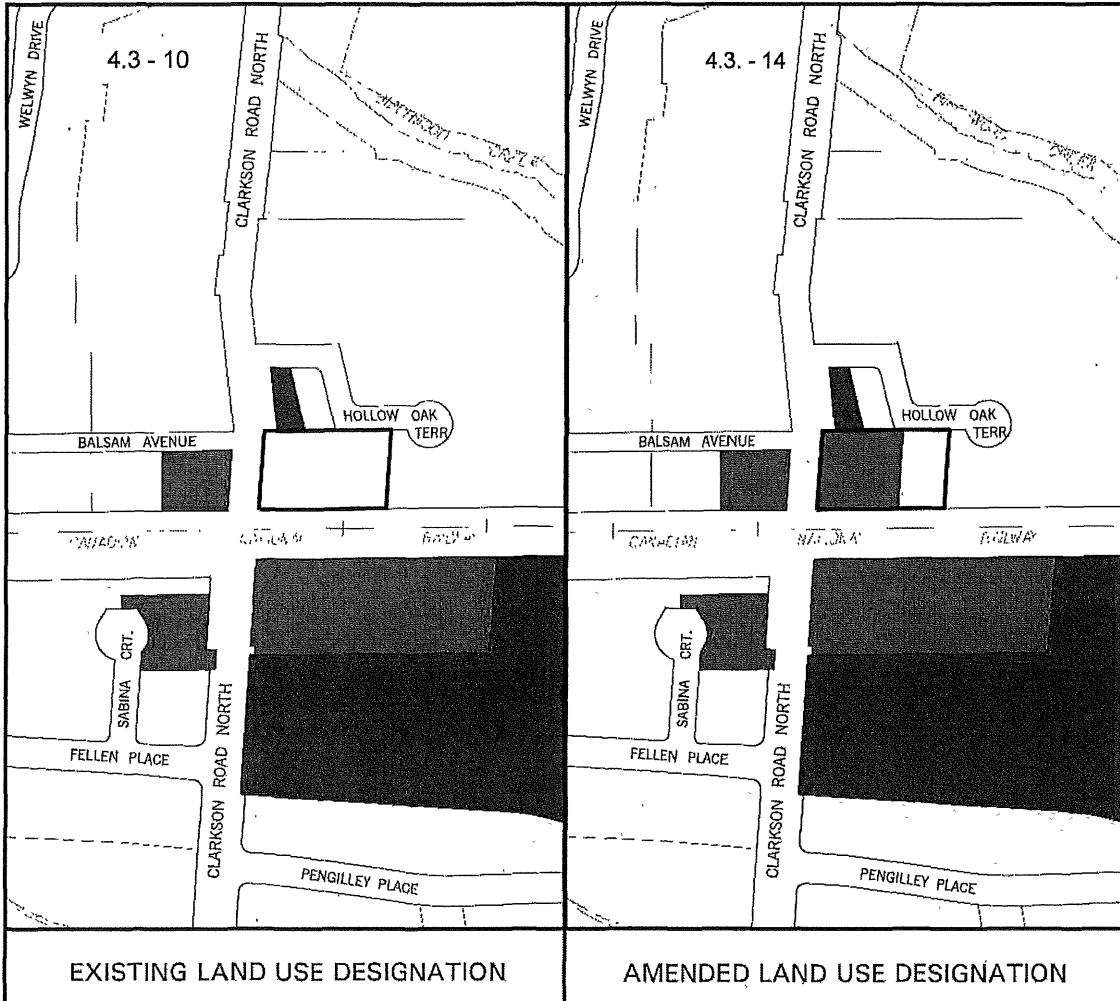 4.3 - 10
WELWYN DRIVE
CLARKSON ROAD NORTH
HOLLOW OAK
TERR
BALSAM AVENUE
SABINA CRT.
FELLEN PLACE
CLARKSON ROAD NORTH
PENGILLEY PLACE
EXISTING LAND USE DESIGNATION
4.3. - 14
WELWYN DRIVE
CLARKSON ROAD NORTH
HOLLOW OAK
TERR
BALSAM AVENUE
CANADIAN
RAILWAY
SABINA CRT.
FELLEN PLACE
CLARKSON ROAD NORTH
PENGILLEY PLACE
AMENDED LAND USE DESIGNATION